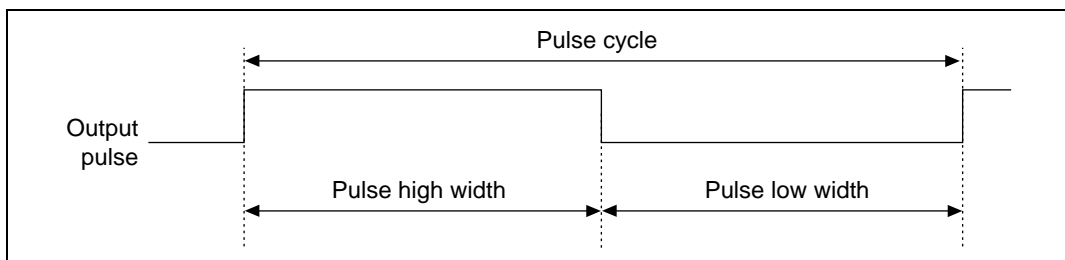 Pulse cycle
Output
pulse
Pulse high width
Pulse low width